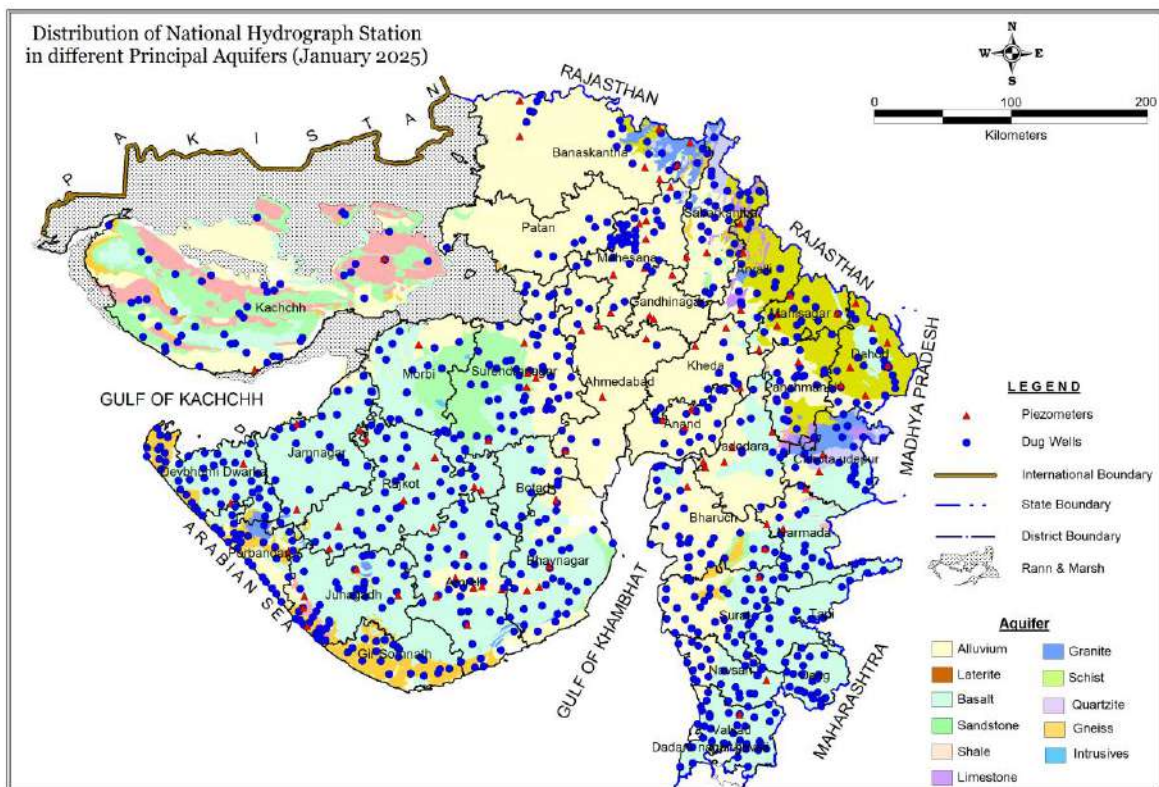 Distribution of National Hydrograph Station
in different Principal Aquifers (January 2025)
N
W E
S
0 100 200
Kilometers
RAJASTHAN
PAKISTAN
Banaskantha
Patan
Sabarkantha
Mehesana
RAJASTHAN
Arvalli
Gandhinagar
Mahisagar
Kachchh
Dahod
Morbi
Surendranagar
Kheda
Ahmedabad
Panchmahal
GULF OF KACHCHH
Anand
Vadodara
MADHYA PRADESH
Jamnagar
Devbhumi Dwarka
Rajkot
Botad
Bharuch
Narmada
ARABIAN SEA
Porbandar
Bhavnagar
Junagadh
Amreli
Gir Somnath
GULF OF KHAMBHAT
Surat
Tapi
Navsari
Dang
MAHARASHTRA
Valsad
LEGEND
Piezometers
Dug Wells
International Boundary
State Boundary
District Boundary
Rann & Marsh
Aquifer
Alluvium
Laterite
Basalt
Sandstone
Shale
Limestone
Granite
Schist
Quartzite
Gneiss
Intrusives